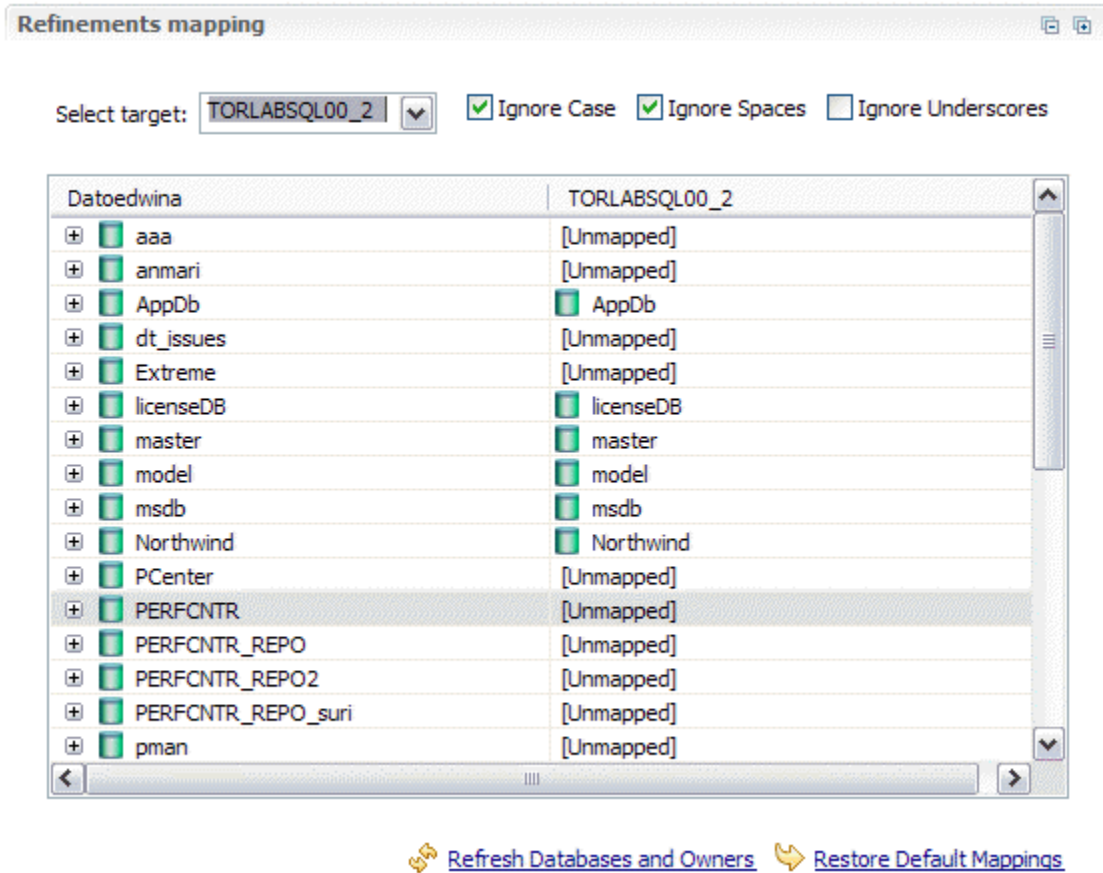 Refinements mapping
Select target: TORLABSQL00_2 Ignore Case Ignore Spaces Ignore Underscores
Datoedwina TORLABSQL00_2
aaa [Unmapped]
anmari [Unmapped]
AppDb AppDb
dt_issues [Unmapped]
Extreme [Unmapped]
licenseDB licenseDB
master master
model model
msdb msdb
Northwind Northwind
PCenter [Unmapped]
PERFCNTR [Unmapped]
PERFCNTR_REPO [Unmapped]
PERFCNTR_REPO2 [Unmapped]
PERFCNTR_REPO_suri [Unmapped]
pman [Unmapped]
Refresh Databases and Owners Restore Default Mappings